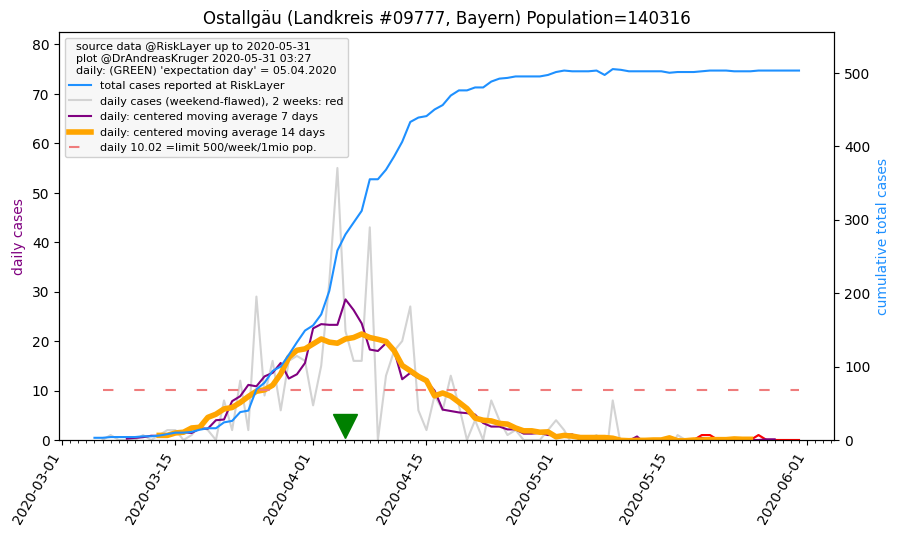 Ostallgäu (Landkreis #09777, Bayern) Population=140316
source data @RiskLayer up to 2020-05-31
plot @DrAndreasKruger 2020-05-31 03:27
daily: (GREEN) 'expectation day' = 05.04.2020
total cases reported at RiskLayer
daily cases (weekend-flawed), 2 weeks: red
daily: centered moving average 7 days
daily: centered moving average 14 days
daily 10.02 =limit 500/week/1mio pop.
daily cases
80
70
60
50
40
30
20
10
0
cumulative total cases
500
400
300
200
100
0
2020-03-01
2020-03-15
2020-04-01
2020-04-15
2020-05-01
2020-05-15
2020-06-01